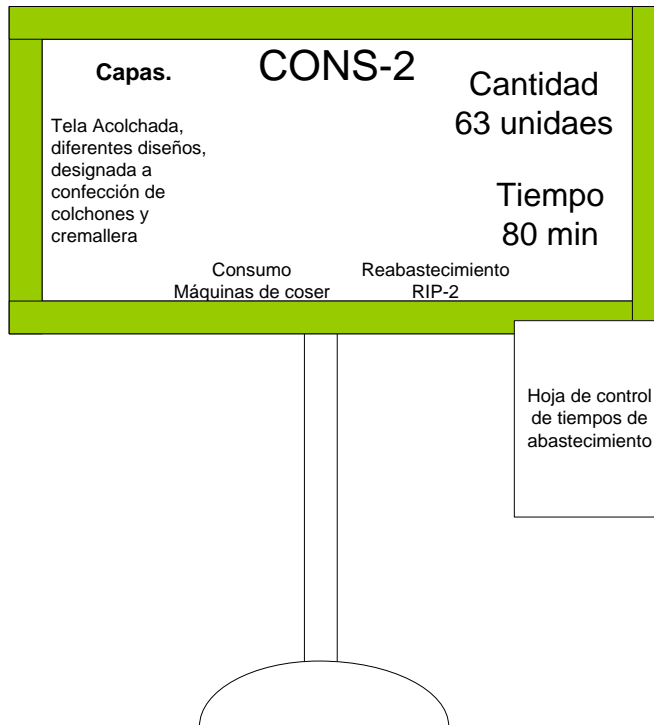 Capas.
CONS-2
Cantidad
63 unidaes
Tela Acolchada,
diferentes diseños,
designada a
confección de
colchones y
cremallera
Tiempo
80 min
Consumo
Máquinas de coser
Reabastecimiento
RIP-2
Hoja de control
de tiempos de
abastecimiento